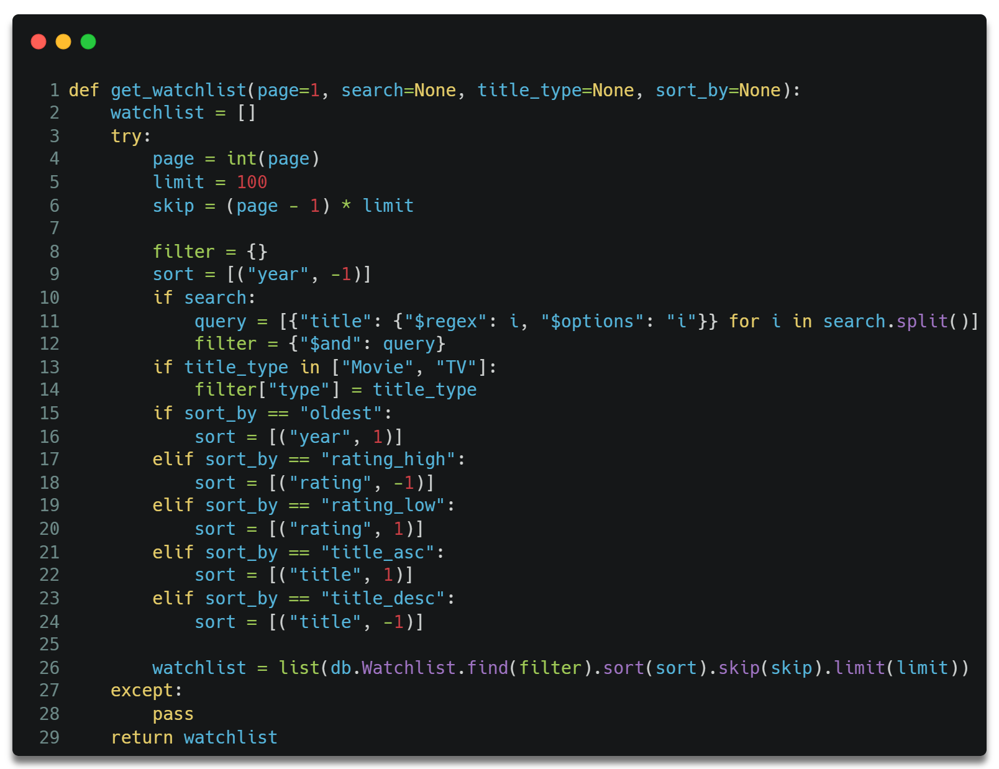 1 def get_watchlist(page=1, search=None, title_type=None, sort_by=None):
2     watchlist = []
3     try:
4         page = int(page)
5         limit = 100
6         skip = (page - 1) * limit
7
8         filter = {}
9         sort = [("year", -1)]
10         if search:
11             query = [{"title": {"$regex": i, "$options": "i"}} for i in search.split()]
12             filter = {"$and": query}
13         if title_type in ["Movie", "TV"]:
14             filter["type"] = title_type
15         if sort_by == "oldest":
16             sort = [("year", 1)]
17         elif sort_by == "rating_high":
18             sort = [("rating", -1)]
19         elif sort_by == "rating_low":
20             sort = [("rating", 1)]
21         elif sort_by == "title_asc":
22             sort = [("title", 1)]
23         elif sort_by == "title_desc":
24             sort = [("title", -1)]
25
26         watchlist = list(db.Watchlist.find(filter).sort(sort).skip(skip).limit(limit))
27     except:
28         pass
29     return watchlist